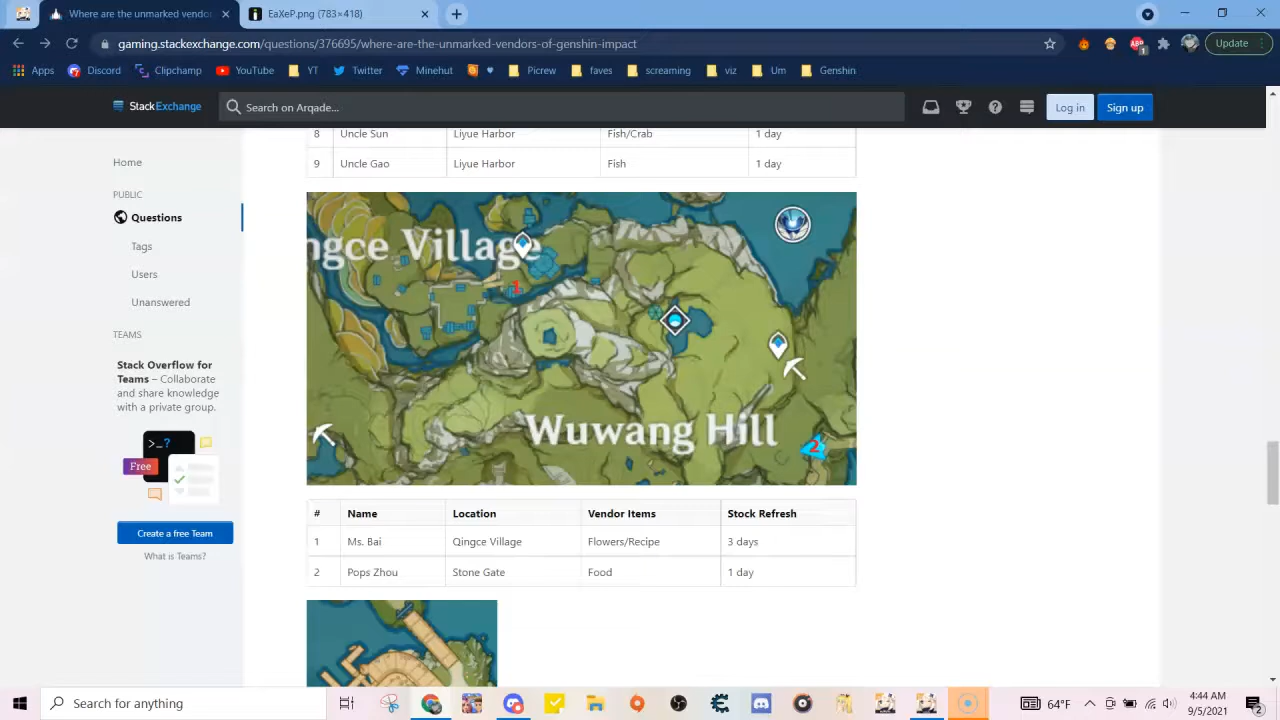 Where are the unmarked vendor
EaXeP.png (783×418)
gaming.stackexchange.com/questions/376695/where-are-the-unmarked-vendors-of-genshin-impact
Update
Apps
Discord
Clipchamp
YouTube
YT
Twitter
Minehut
Picrew
faves
screaming
viz
Um
Genshin
StackExchange
Search on Arqade...
Log in
Sign up
Home
PUBLIC
Questions
Tags
Users
Unanswered
TEAMS
Stack Overflow for
Teams – Collaborate
and share knowledge
with a private group.
>_?
Free
Create a free Team
What is Teams?
8 Uncle Sun Liyue Harbor Fish/Crab 1 day
9 Uncle Gao Liyue Harbor Fish 1 day
ngce Village
1
Wuwang Hill
2
# Name Location Vendor Items Stock Refresh
1 Ms. Bai Qingce Village Flowers/Recipe 3 days
2 Pops Zhou Stone Gate Food 1 day
Search for anything
64°F
4:44 AM
9/5/2021
2